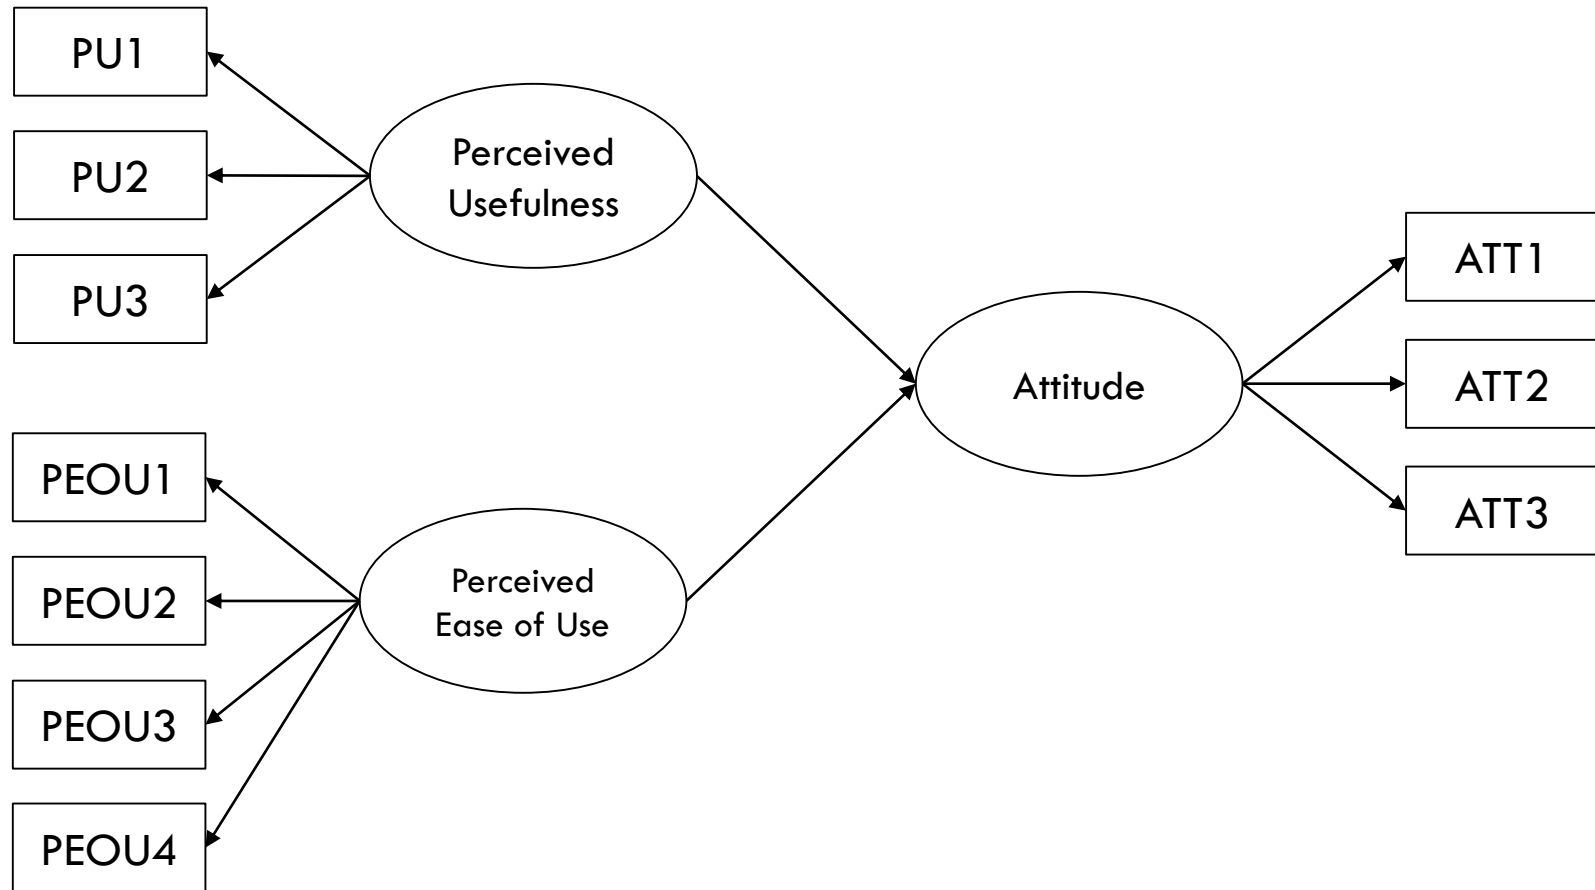 PU1
PU2
PU3
Perceived
Usefulness
PEOU1
PEOU2
PEOU3
PEOU4
Perceived
Ease of Use
Attitude
ATT1
ATT2
ATT3